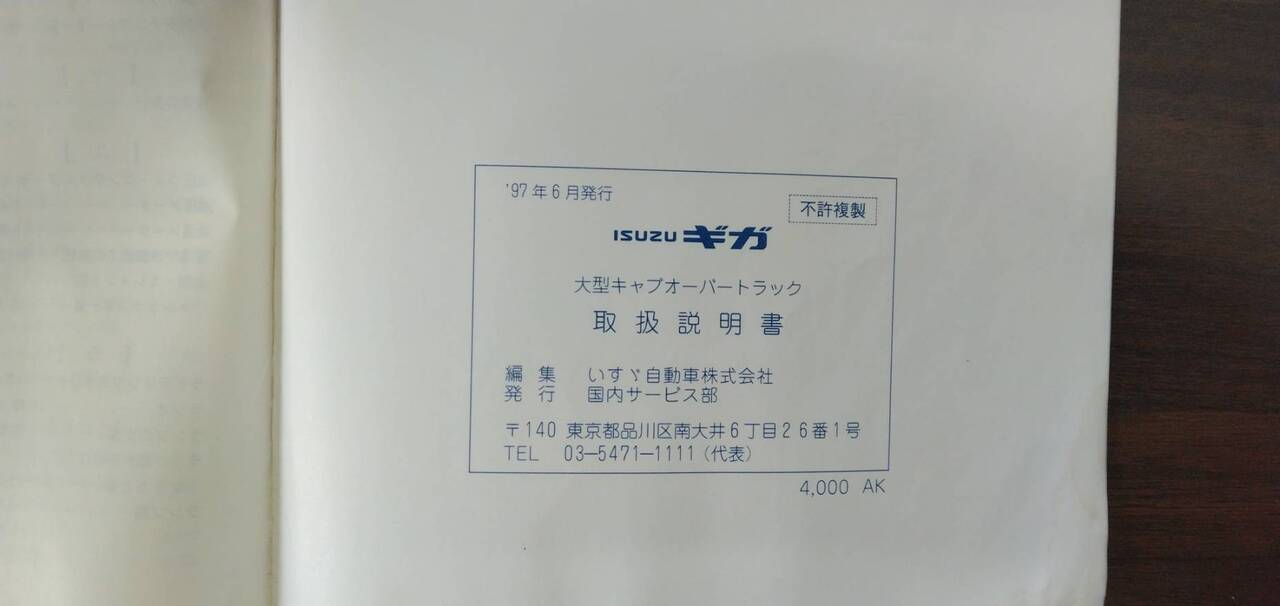 '97年6月発行
不許複製
ISUZU ギガ
大型キャブオーバートラック
取扱説明書
編集 いすゞ自動車株式会社
発行 国内サービス部
〒140 東京都品川区南大井6丁目26番1号
TEL 03-5471-1111(代表)
4,000 AK